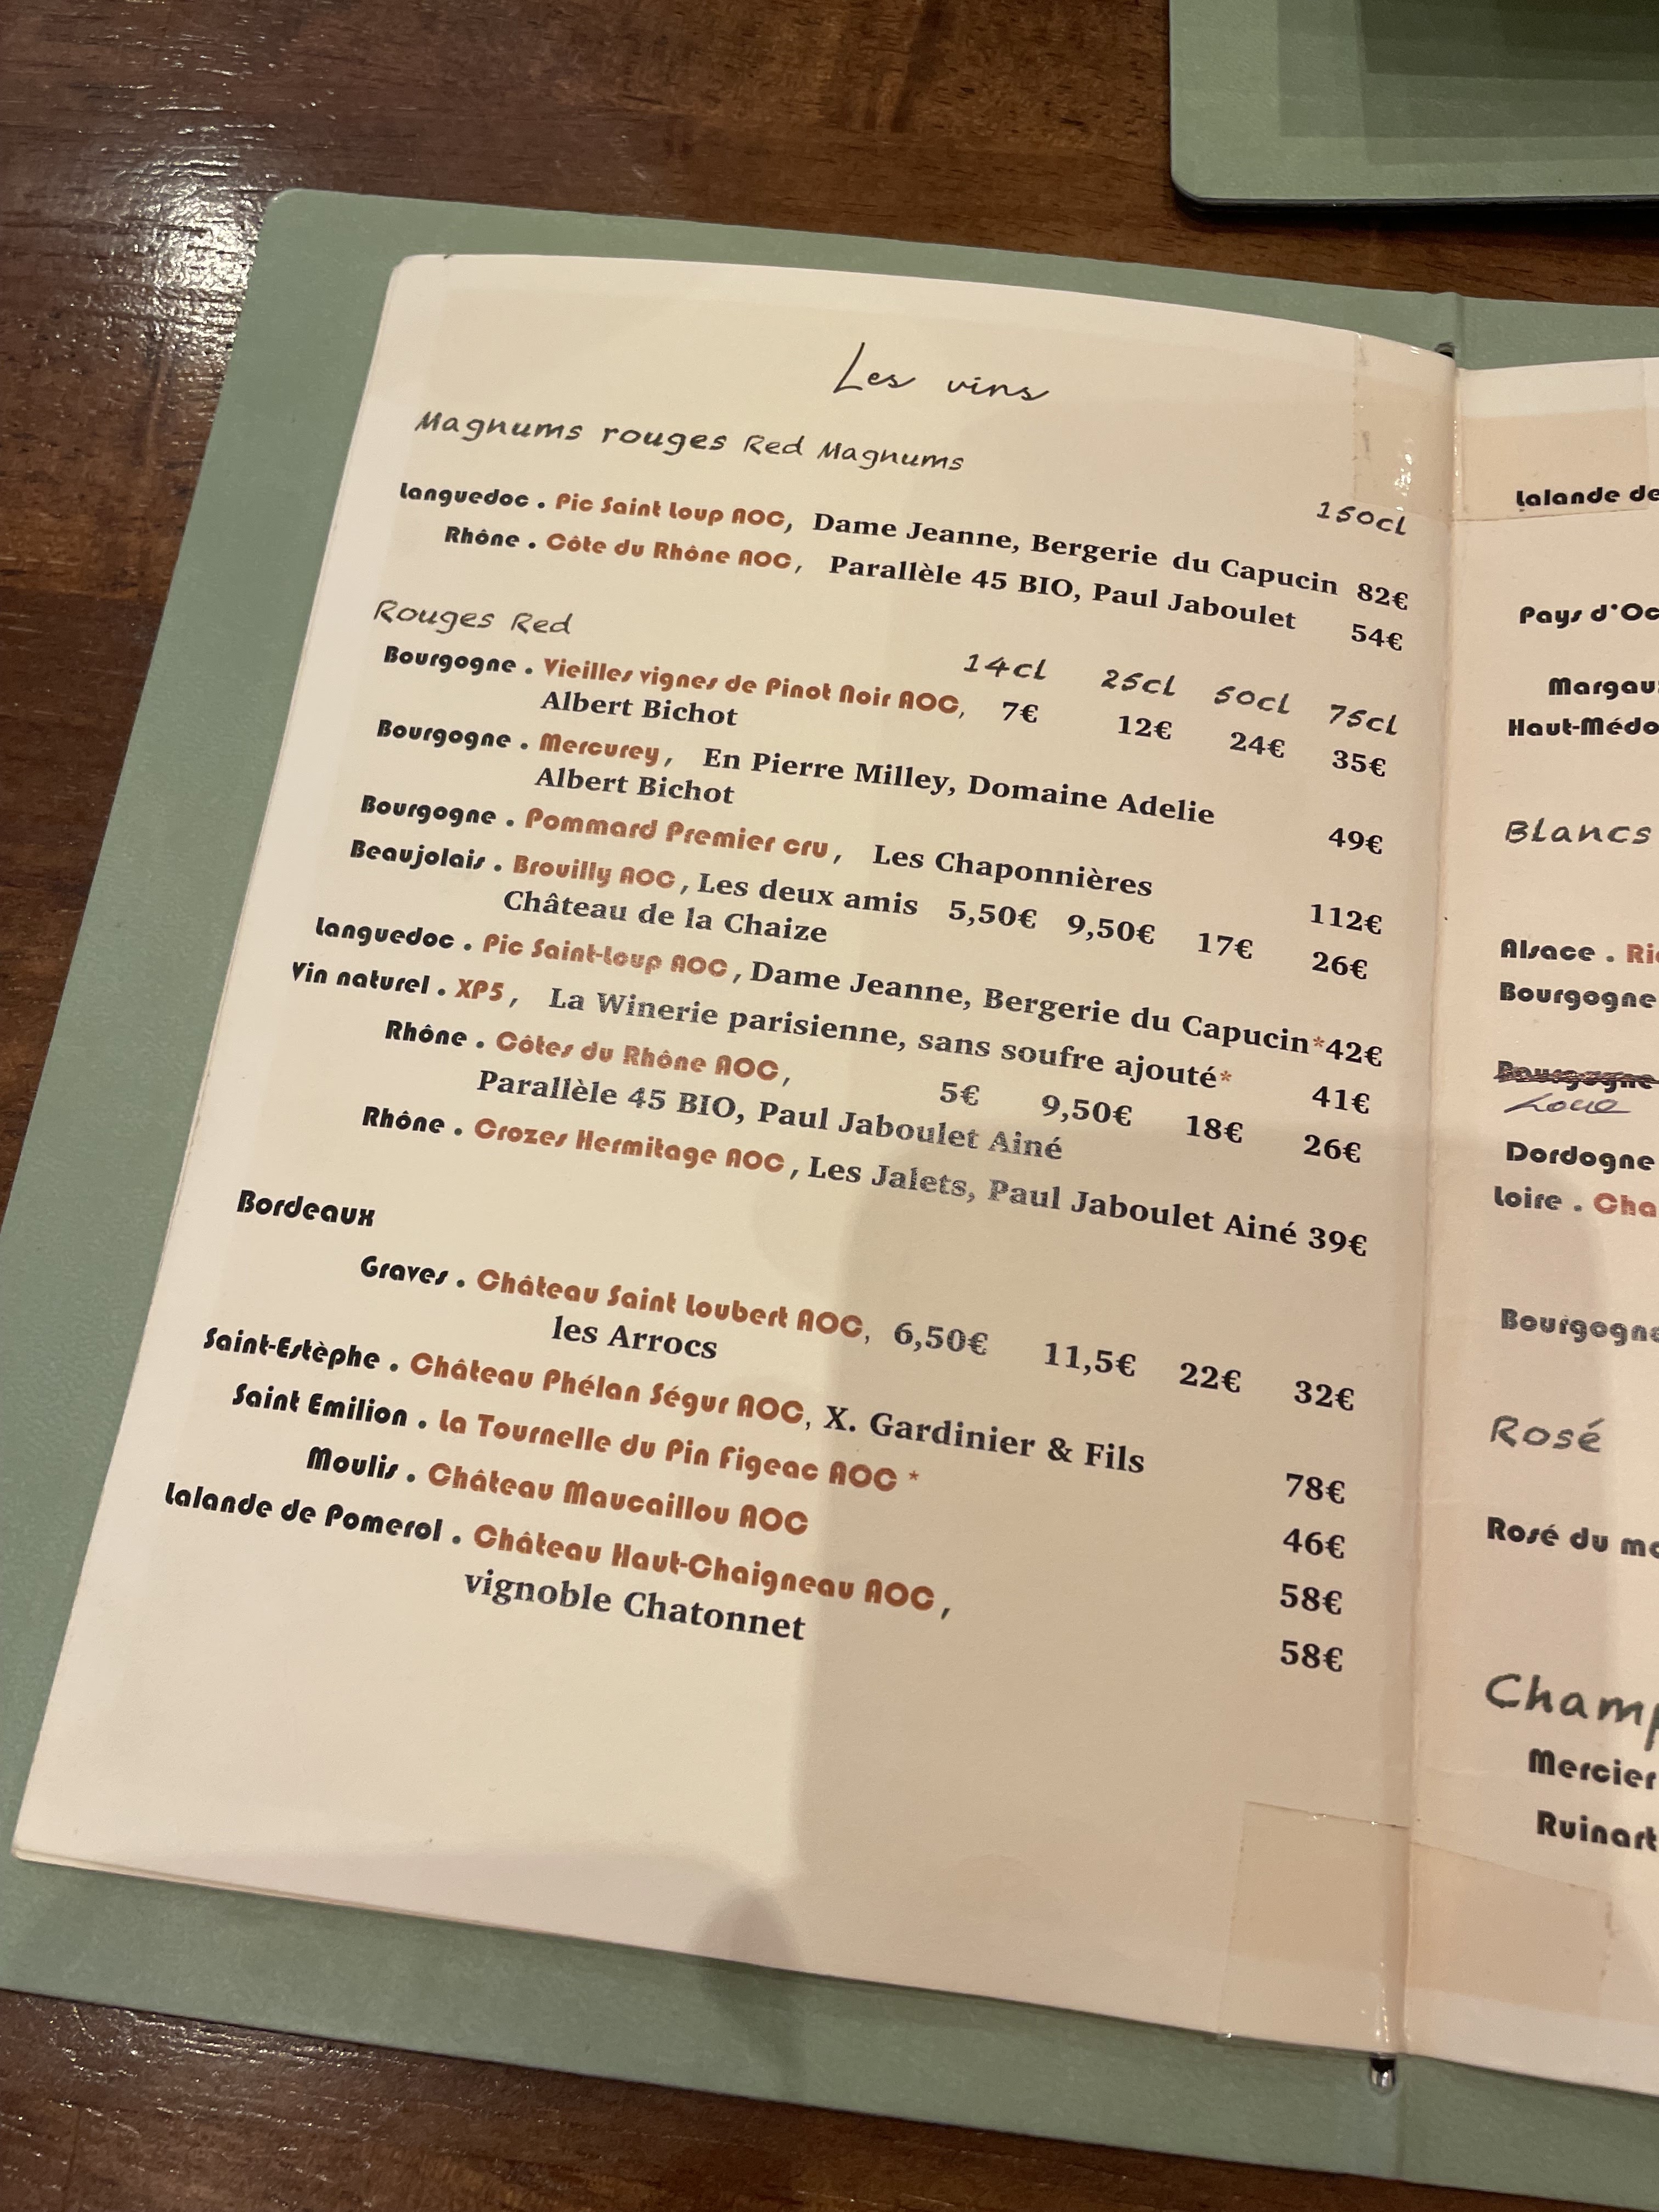 Les vins
Magnums rouges Red Magnums
150cl
Languedoc . Pic Saint Loup AOC, Dame Jeanne, Bergerie du Capucin 82€
Rhône . Côte du Rhône AOC, Parallèle 45 BIO, Paul Jaboulet 54€
Rouges Red
14cl 25cl 50cl 75cl
Bourgogne . Vieilles vignes de Pinot Noir AOC, 7€ 12€ 24€ 35€
Albert Bichot
Bourgogne . Mercurey, En Pierre Milley, Domaine Adelie 49€
Albert Bichot
Bourgogne . Pommard Premier cru, Les Chaponnières 112€
Beaujolais . Brouilly AOC, Les deux amis 5,50€ 9,50€ 17€ 26€
Château de la Chaize
Languedoc . Pic Saint-Loup AOC, Dame Jeanne, Bergerie du Capucin*42€
Vin naturel . XP5, La Winerie parisienne, sans soufre ajouté* 41€
Rhône . Côtes du Rhône AOC, 5€ 9,50€ 18€ 26€
Parallèle 45 BIO, Paul Jaboulet Ainé
Rhône . Crozes Hermitage AOC, Les Jalets, Paul Jaboulet Ainé 39€
Bordeaux
Graves . Château Saint Loubert AOC, 6,50€ 11,5€ 22€ 32€
les Arrocs
Saint-Estèphe . Château Phélan Ségur AOC, X. Gardinier & Fils 78€
Saint Emilion . La Tournelle du Pin Figeac AOC * 46€
Moulis . Château Maucaillou AOC 58€
Lalande de Pomerol . Château Haut-Chaigneau AOC, 58€
vignoble Chatonnet
Lalande de
Pays d'Oc
Margau
Haut-Médo
Blancs
Alsace . Ri
Bourgogne
Bourgogne
Dordogne
Loire . Cha
Bourgogne
Rosé
Rosé du
Champ
Mercier
Ruinart